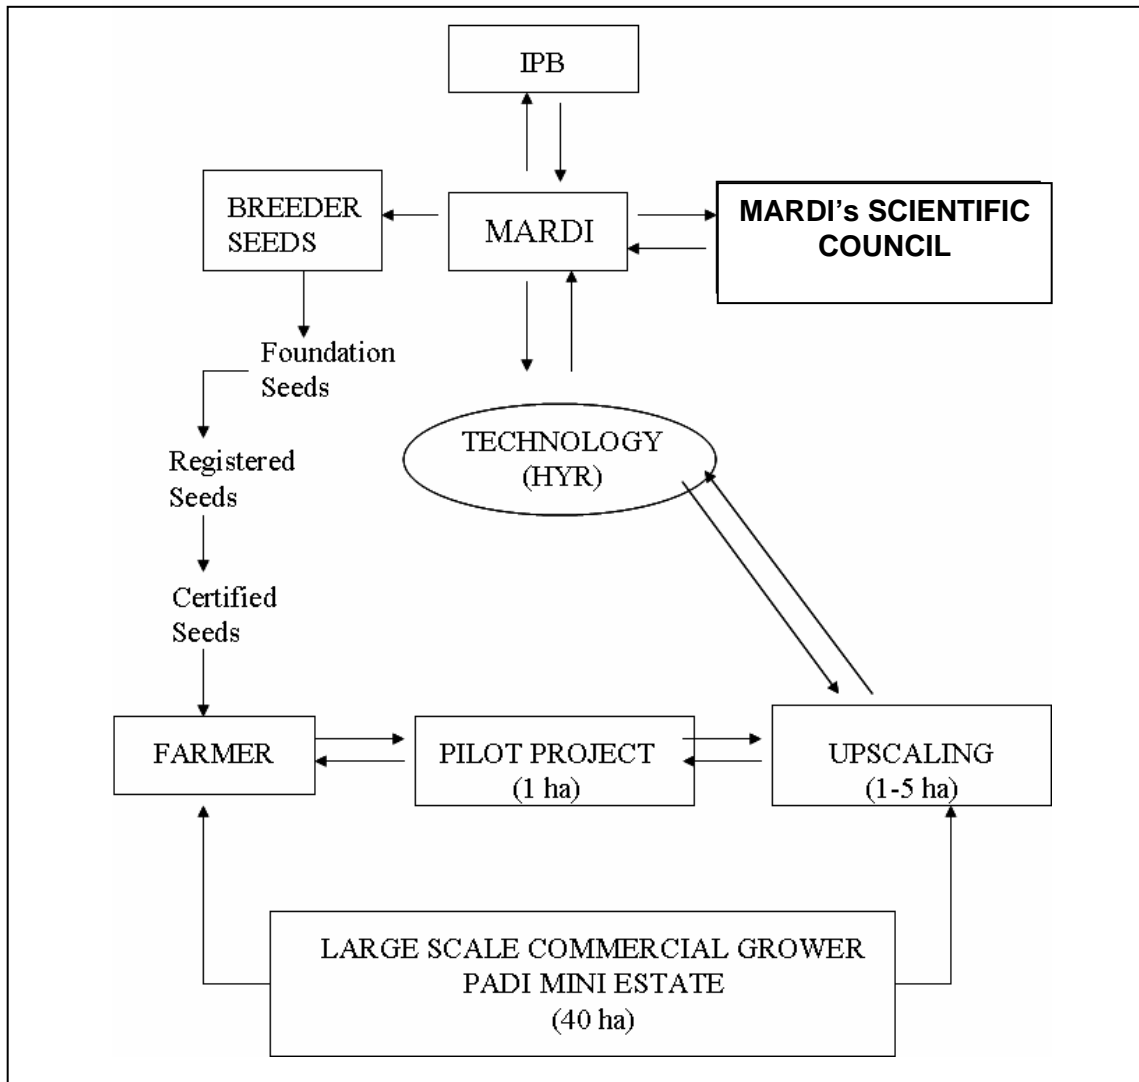 IPB
BREEDER
SEEDS
MARDI
MARDI's SCIENTIFIC
COUNCIL
Foundation
Seeds
TECHNOLOGY
(HYR)
Registered
Seeds
Certified
Seeds
FARMER
PILOT PROJECT
(1 ha)
UPSCALING
(1-5 ha)
LARGE SCALE COMMERCIAL GROWER
PADI MINI ESTATE
(40 ha)